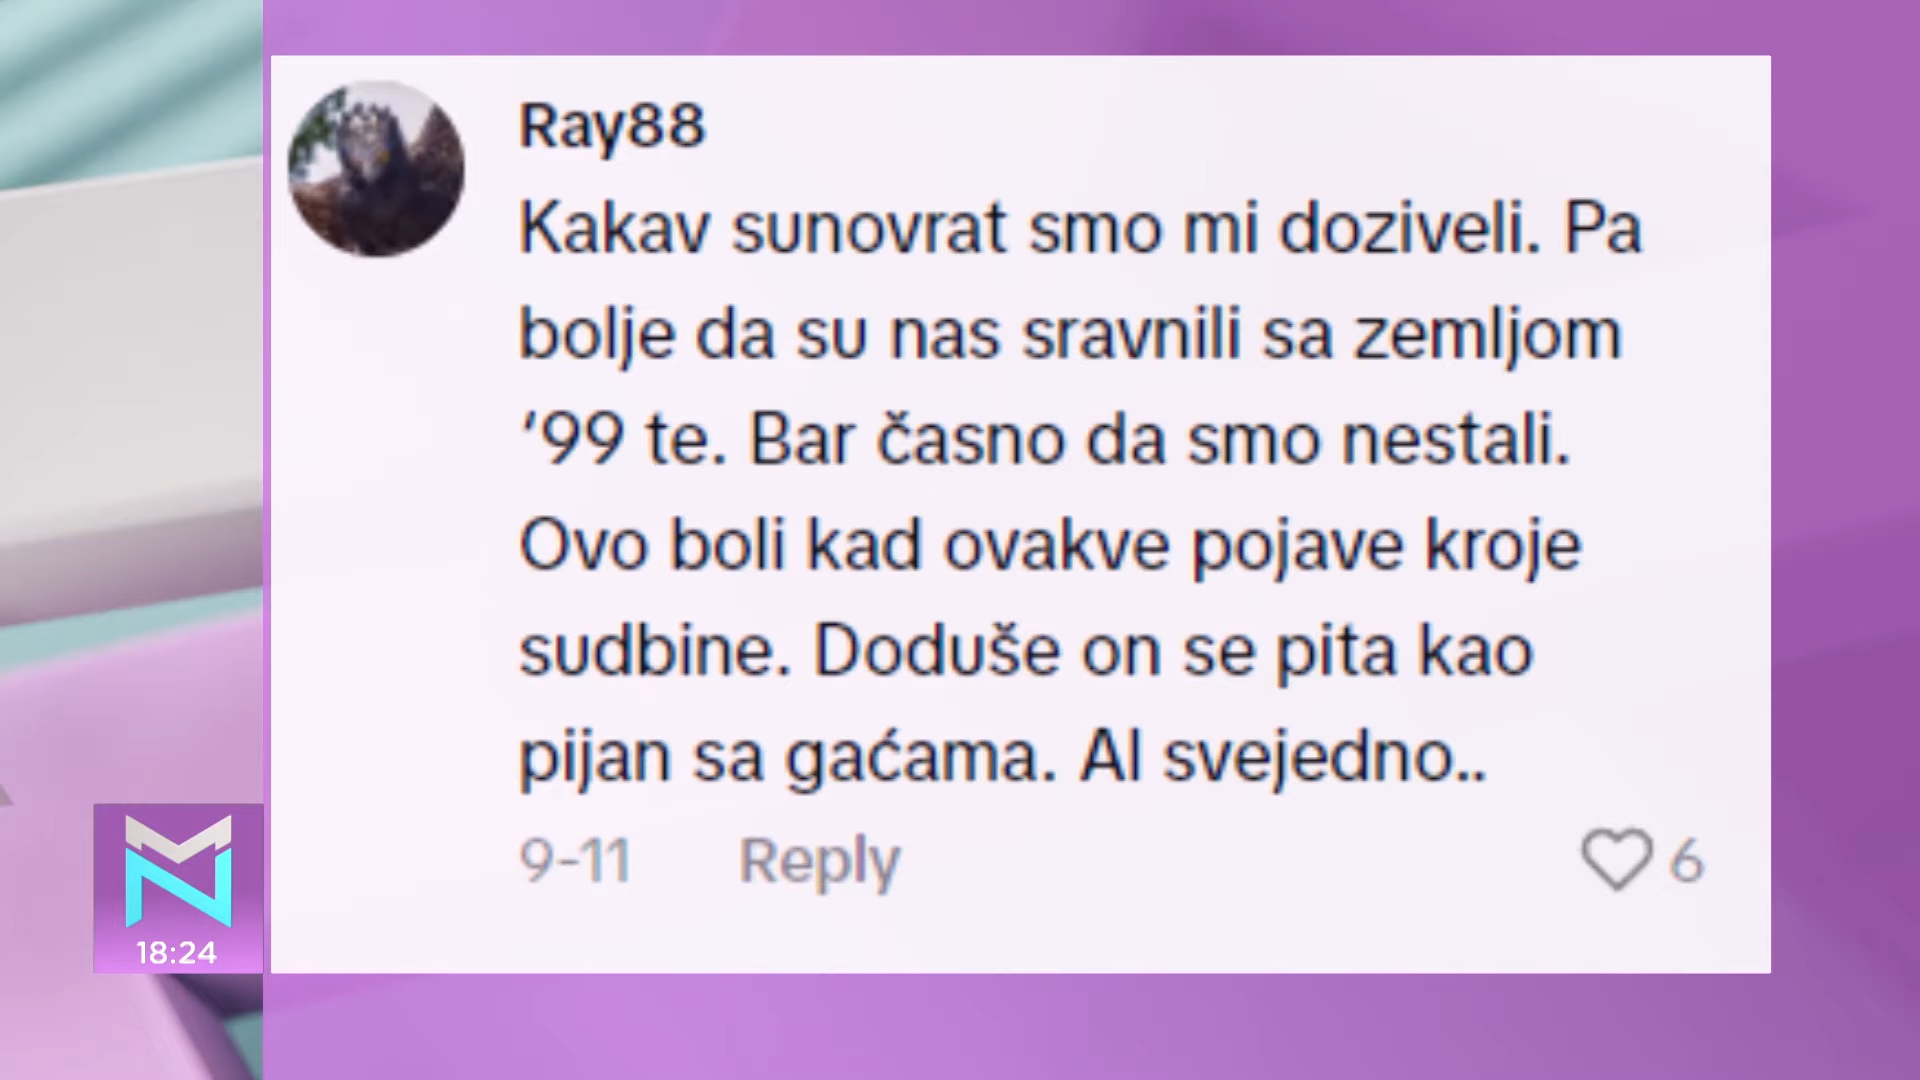 Ray88
Kakav sunovrat smo mi doziveli. Pa
bolje da su nas sravnili sa zemljom
'99 te. Bar časno da smo nestali.
Ovo boli kad ovakve pojave kroje
sudbine. Doduše on se pita kao
pijan sa gaćama. Al svejedno..
9-11 Reply 6
18:24